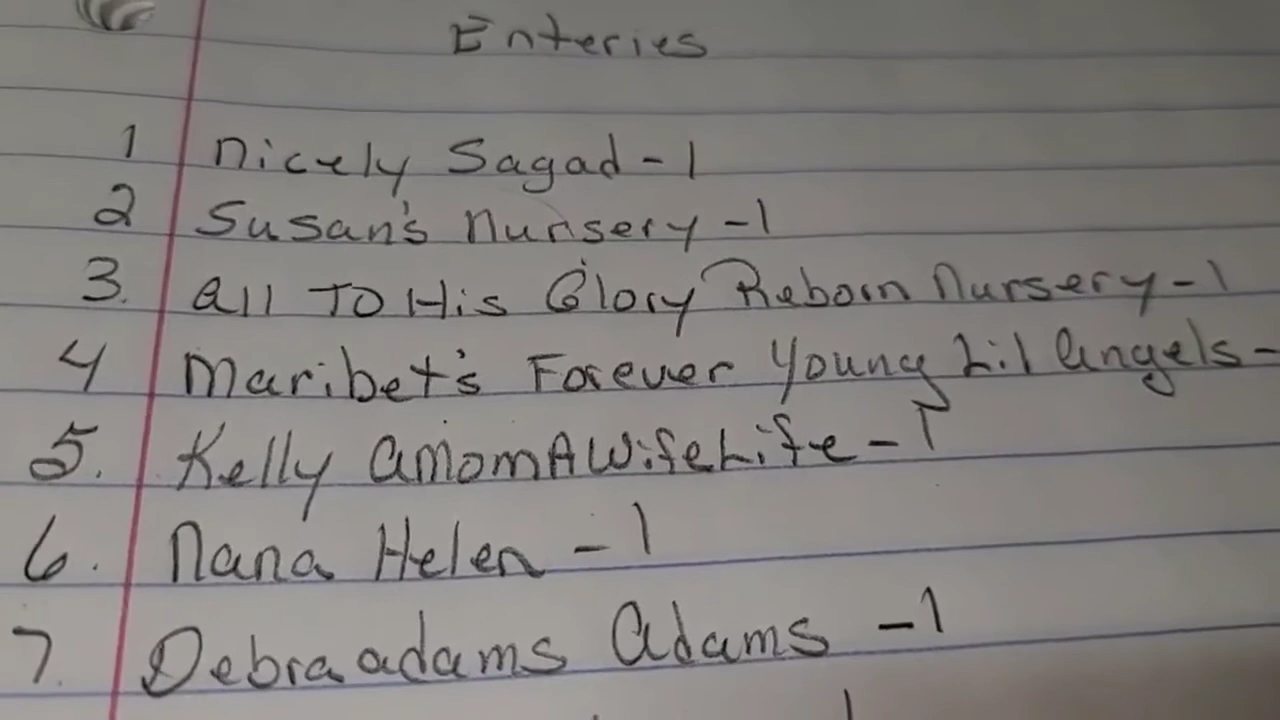 Enteries
1 Nicely Sagad - 1
2 Susan's Nursery - 1
3. All To His Glory Reborn Nursery - 1
4 Maribet's Forever Young Lil Angels -
5. Kelly AMomAWifeLife - 1
6. Nana Helen - 1
7. Debraadams Adams - 1